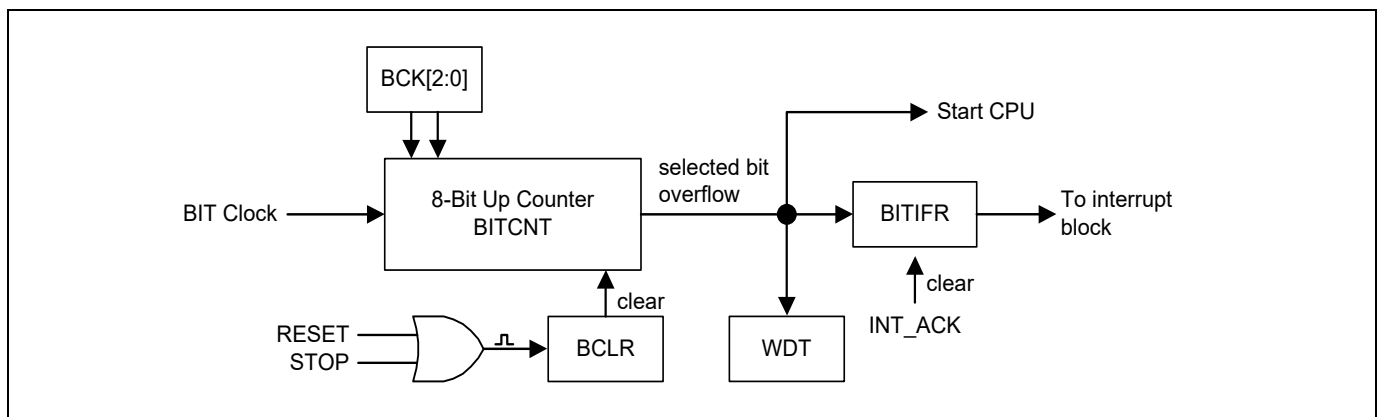 BCK[2:0]
Start CPU
selected bit
overflow
8-Bit Up Counter
BITCNT
BIT Clock
BITIFR
To interrupt
block
clear
clear
INT_ACK
RESET
STOP
BCLR
WDT